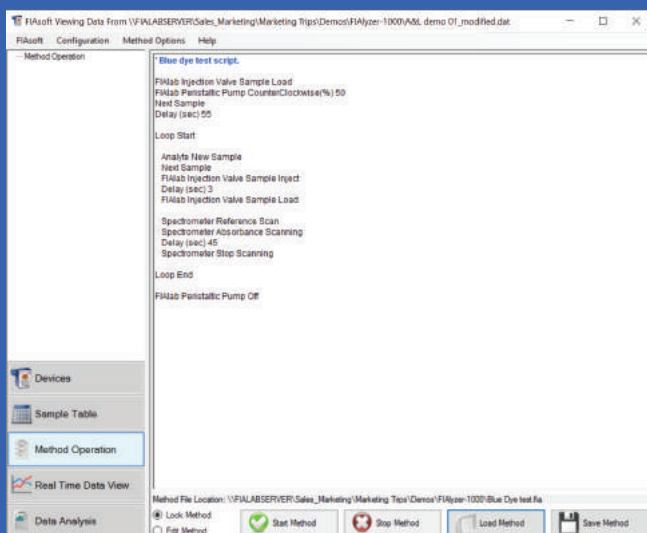 FIAsoft Viewing Data From \\FIALABSERVER\Sales_Marketing\Marketing Trips\Demos\FIAlyzer-1000\A&L demo 01_modified.dat
FIAsoft Configuration Method Options Help
Method Operation
' Blue dye test script.
FIAlab Injection Valve Sample Load
FIAlab Peristaltic Pump CounterClockwise(%) 50
Next Sample
Delay (sec) 55
Loop Start
Analyte New Sample
Next Sample
FIAlab Injection Valve Sample Inject
Delay (sec) 3
FIAlab Injection Valve Sample Load
Spectrometer Reference Scan
Spectrometer Absorbance Scanning
Delay (sec) 45
Spectrometer Stop Scanning
Loop End
FIAlab Peristaltic Pump Off
Devices
Sample Table
Method Operation
Real Time Data View
Data Analysis
Method File Location: \\FIALABSERVER\Sales_Marketing\Marketing Trips\Demos\FIAlyzer-1000\Blue Dye test.fia
Lock Method
Edit Method
Start Method
Stop Method
Load Method
Save Method